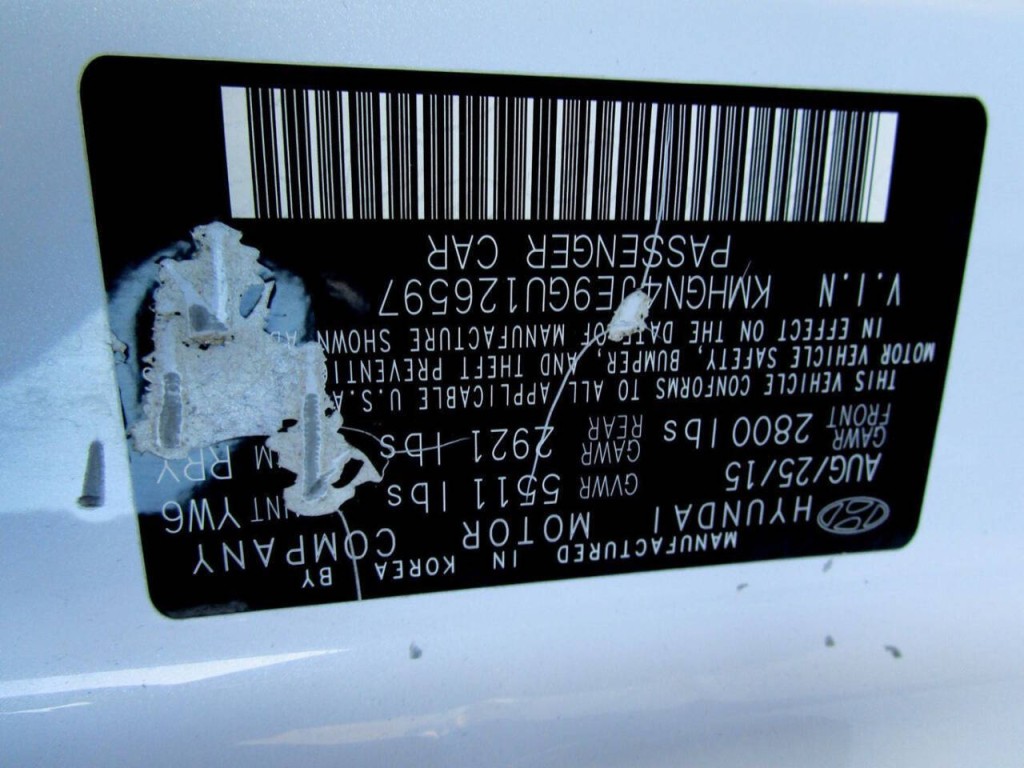 MANUFACTURED IN KOREA BY
HYUNDAI MOTOR COMPANY
AUG/25/15 GVWR 5511 lbs YW6
GAWR FRONT 2800 lbs GAWR REAR 2921 lbs RRY
THIS VEHICLE CONFORMS TO ALL APPLICABLE U.S.A
MOTOR VEHICLE SAFETY, BUMPER, AND THEFT
IN EFFECT ON THE DATE OF MANUFACTURE SHOWN
V.I.N KMHGN4JE9GU126597
PASSENGER CAR